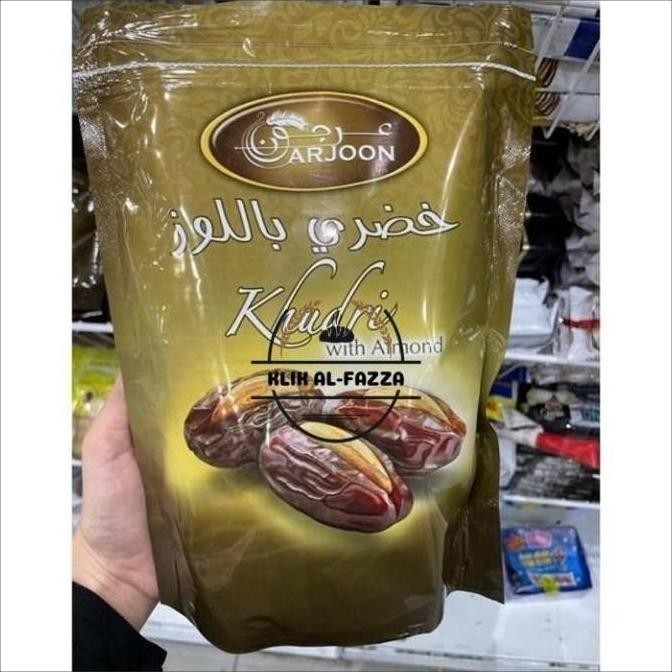 عرجون
ARJOON
خضري باللوز
Khudri
with Almond
KLIK AL-FAZZA